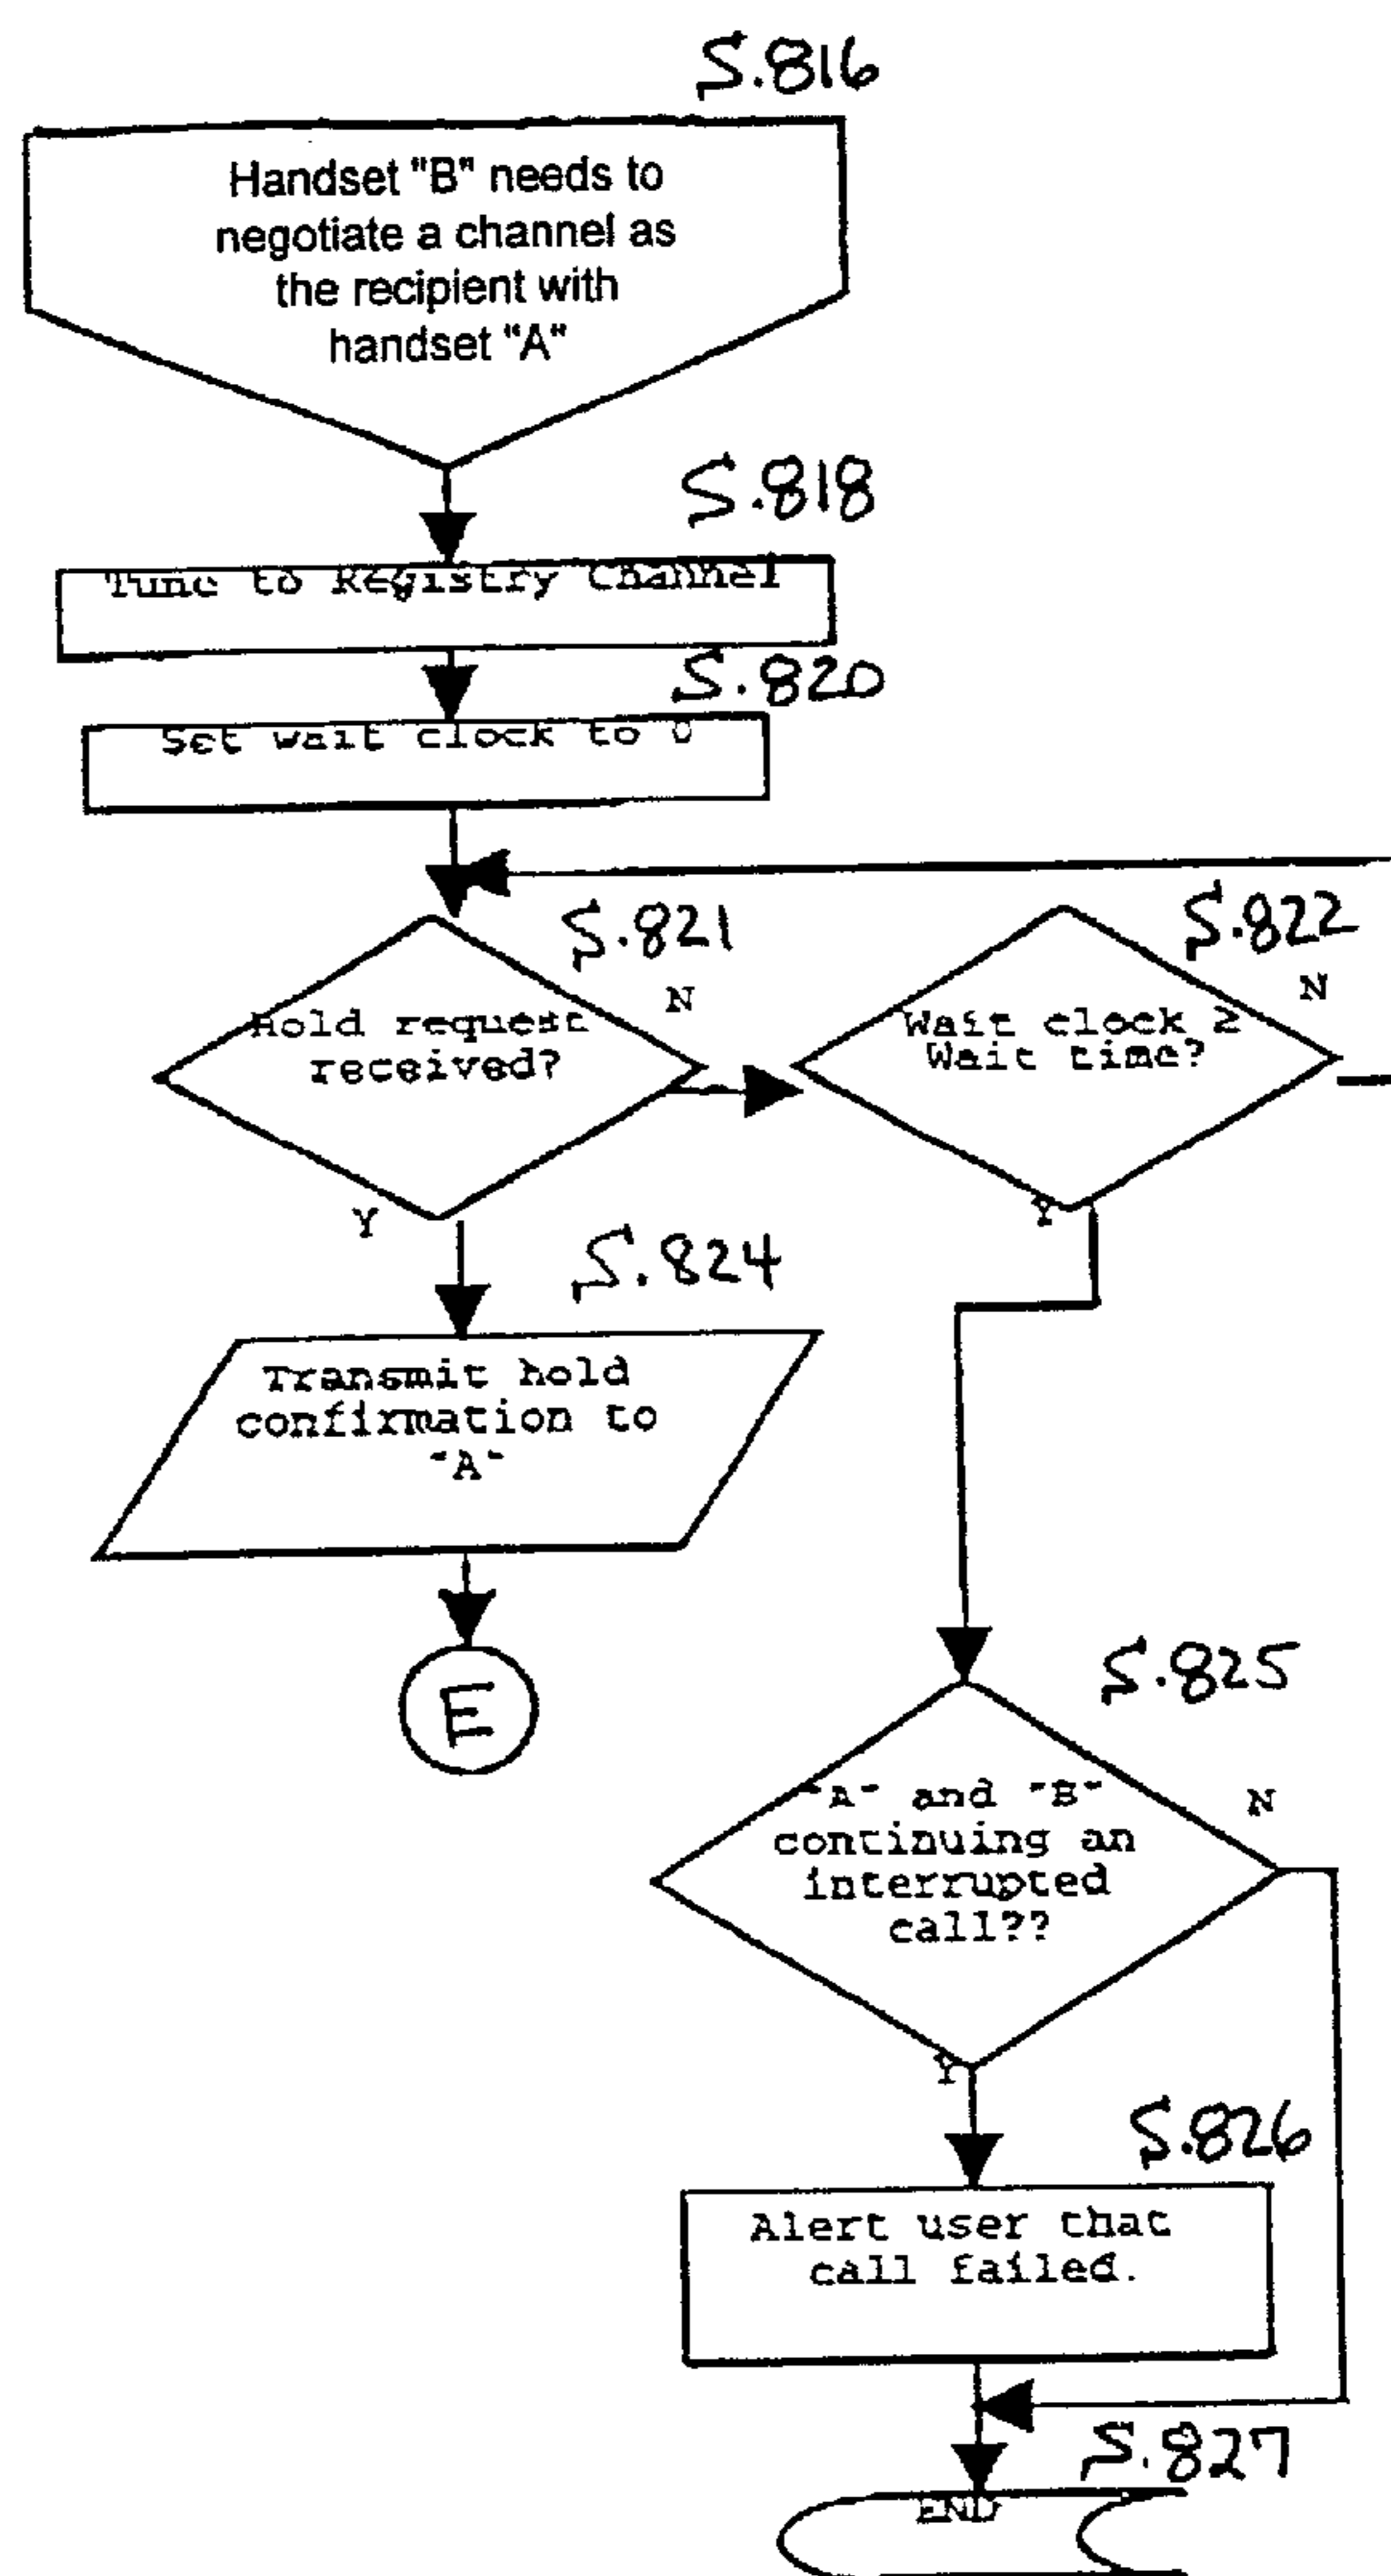 S.816
Handset "B" needs to
negotiate a channel as
the recipient with
handset "A"
S.818
Tune to Registry Channel
S.820
Set wait clock to 0
S.821
N
Hold request
received?
Y
S.822
N
Wait clock ≥
Wait time?
Y
S.824
Transmit hold
confirmation to
"A"
E
S.825
N
"A" and "B"
continuing an
interrupted
call??
Y
S.826
Alert user that
call failed.
S.827
END